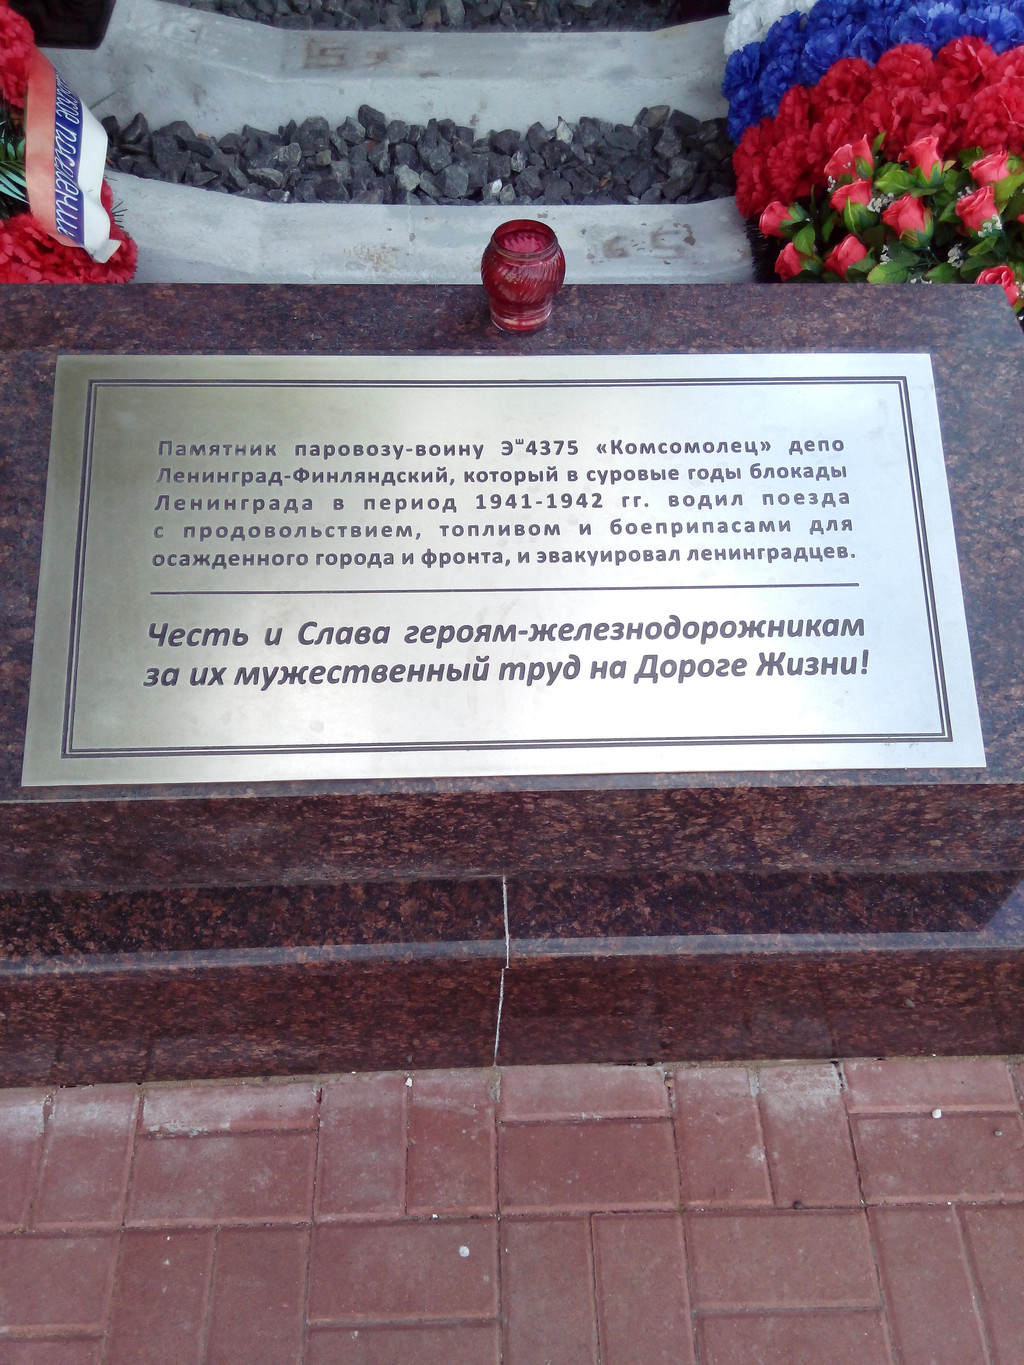 Памятник паровозу-воину Эш4375 «Комсомолец» депо
Ленинград-Финляндский, который в суровые годы блокады
Ленинграда в период 1941-1942 гг. водил поезда
с продовольствием, топливом и боеприпасами для
осажденного города и фронта, и эвакуировал ленинградцев.
Честь и Слава героям-железнодорожникам
за их мужественный труд на Дороге Жизни!